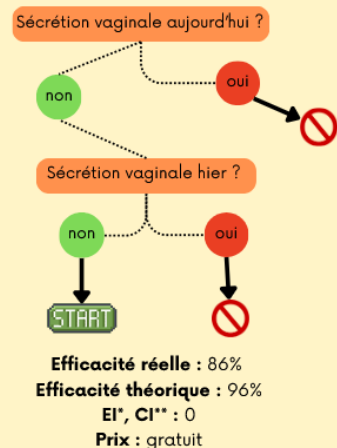 Sécrétion vaginale aujourd'hui ?
non
oui
Sécrétion vaginale hier ?
non
oui
START
Efficacité réelle : 86%
Efficacité théorique : 96%
EI*, CI** : 0
Prix : gratuit